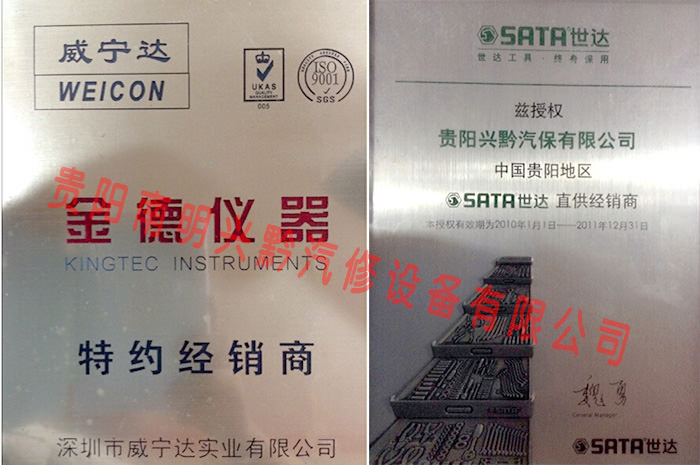 威宁达
WEICON
UKAS
QUALITY
MANAGEMENT
005
ISO
9001
SGS
金德仪器
KINGTEC INSTRUMENTS
特约经销商
深圳市威宁达实业有限公司
SATA世达
世达工具·终身保用
兹授权
贵阳兴黔汽保有限公司
中国贵阳地区
SATA世达 直供经销商
本授权有效期为2010年1月1日——2011年12月31日
General Manager
SATA世达
贵阳南明兴黔汽修设备有限公司